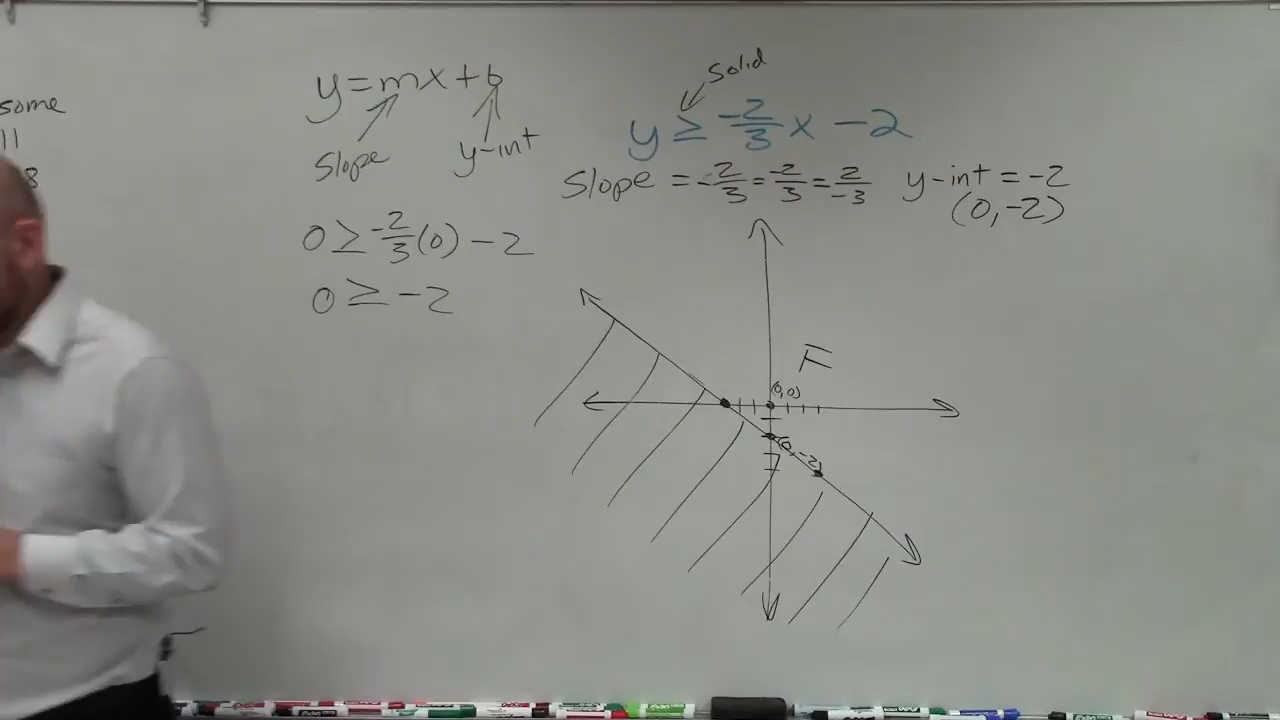 some
11
8
y = mx + b
Slope
y-int
0 ≥ -2/3 (0) - 2
0 ≥ -2
Solid
y ≥ -2/3 x - 2
Slope = -2/3 = -2/3 = 2/-3
y-int = -2
(0, -2)
F
(0,0)
(0, -2)